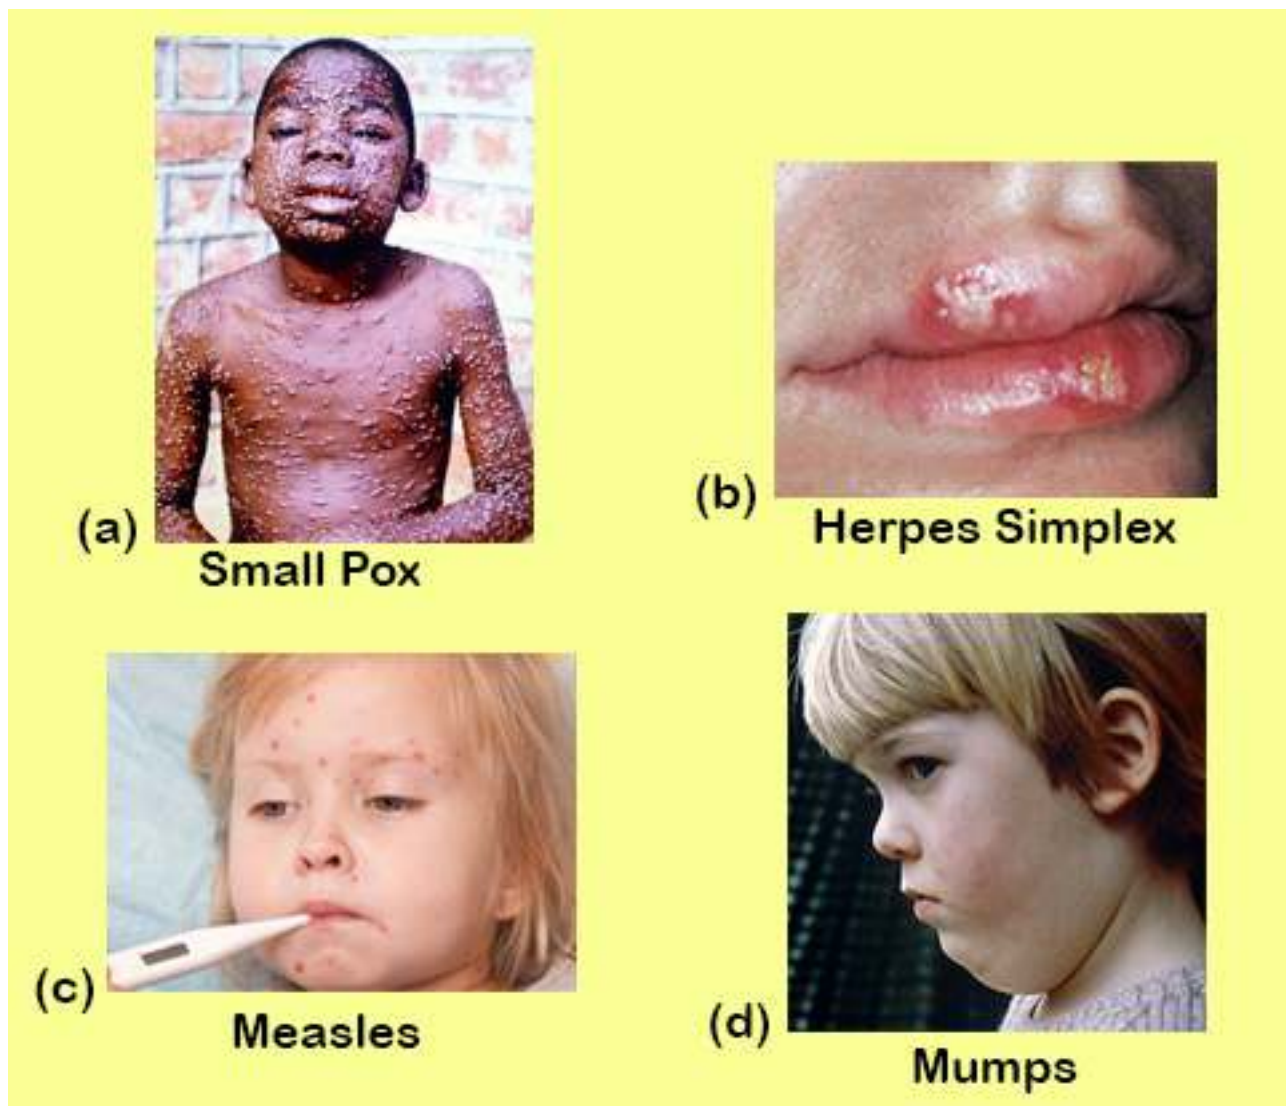 (a)
Small Pox
(b)
Herpes Simplex
(c)
Measles
(d)
Mumps